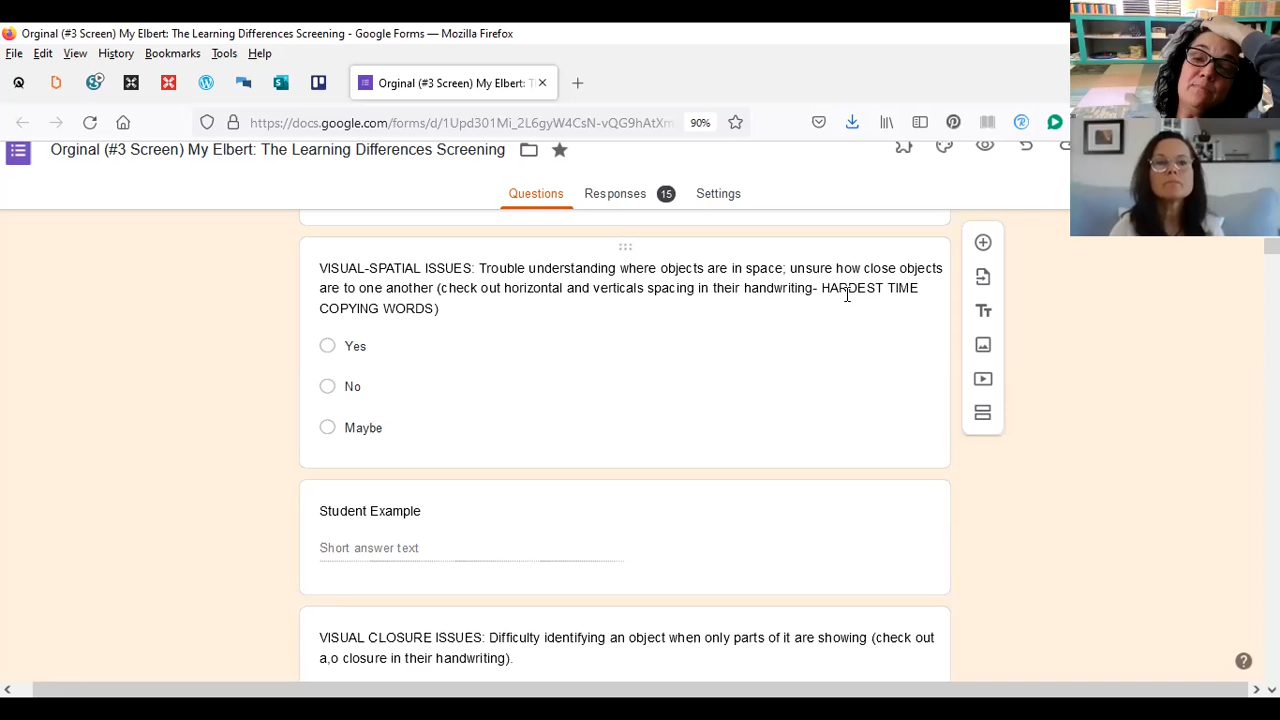 Orginal (#3 Screen) My Elbert: The Learning Differences Screening - Google Forms — Mozilla Firefox
File Edit View History Bookmarks Tools Help
Orginal (#3 Screen) My Elbert: T
https://docs.google.com/forms/d/1Upd301Mi_2L6gyW4CsN-vQG9hAtXm
90%
Orginal (#3 Screen) My Elbert: The Learning Differences Screening
Questions Responses 15 Settings
VISUAL-SPATIAL ISSUES: Trouble understanding where objects are in space; unsure how close objects
are to one another (check out horizontal and verticals spacing in their handwriting- HARDEST TIME
COPYING WORDS)
Yes
No
Maybe
Student Example
Short answer text
VISUAL CLOSURE ISSUES: Difficulty identifying an object when only parts of it are showing (check out
a,o closure in their handwriting).